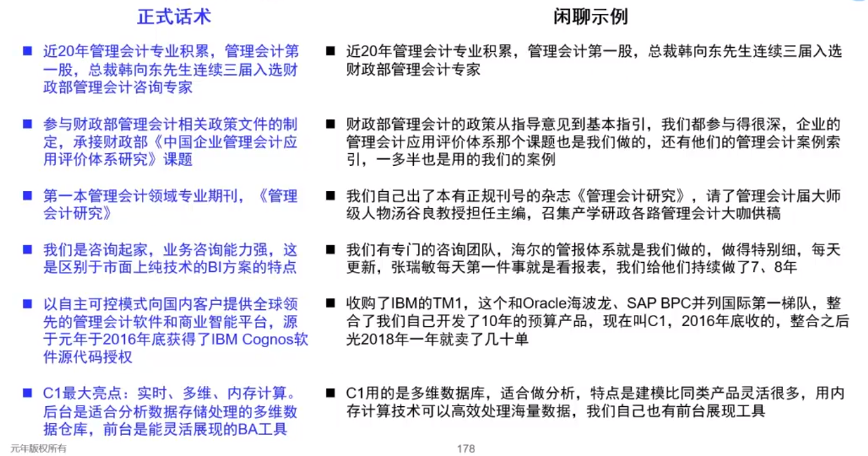 正式话术
闲聊示例
■ 近20年管理会计专业积累，管理会计第
一股，总裁韩向东先生连续三届入选财
政部管理会计咨询专家
■ 近20年管理会计专业积累，管理会计第一股，总裁韩向东先生连续三届入选
财政部管理会计专家
■ 参与财政部管理会计相关政策文件的制
定，承接财政部《中国企业管理会计应
用评价体系研究》课题
■ 财政部管理会计的政策从指导意见到基本指引，我们都参与得很深，企业的
管理会计应用评价体系那个课题也是我们做的，还有他们的管理会计案例索
引，一多半也是用的我们的案例
■ 第一本管理会计领域专业期刊，《管理
会计研究》
■ 我们自己出了本有正规刊号的杂志《管理会计研究》，请了管理会计届大师
级人物汤谷良教授担任主编，召集产学研政各路管理会计大咖供稿
■ 我们是咨询起家，业务咨询能力强，这
是区别于市面上纯技术的BI方案的特点
■ 我们有专门的咨询团队，海尔的管报体系就是我们做的，做得特别细，每天
更新，张瑞敏每天第一件事就是看报表，我们给他们持续做了7、8年
■ 以自主可控模式向国内客户提供全球领
先的管理会计软件和商业智能平台，源
于元年于2016年底获得了IBM Cognos软
件源代码授权
■ 收购了IBM的TM1，这个和Oracle海波龙、SAP BPC并列国际第一梯队，整
合了我们自己开发了10年的预算产品，现在叫C1，2016年底收的，整合之后
光2018年一年就卖了几十单
■ C1最大亮点：实时、多维、内存计算。
后台是适合分析数据存储处理的多维数
据仓库，前台是能灵活展现的BA工具
■ C1用的是多维数据库，适合做分析，特点是建模比同类产品灵活很多，用内
存计算技术可以高效处理海量数据，我们自己也有前台展现工具
元年版权所有
178